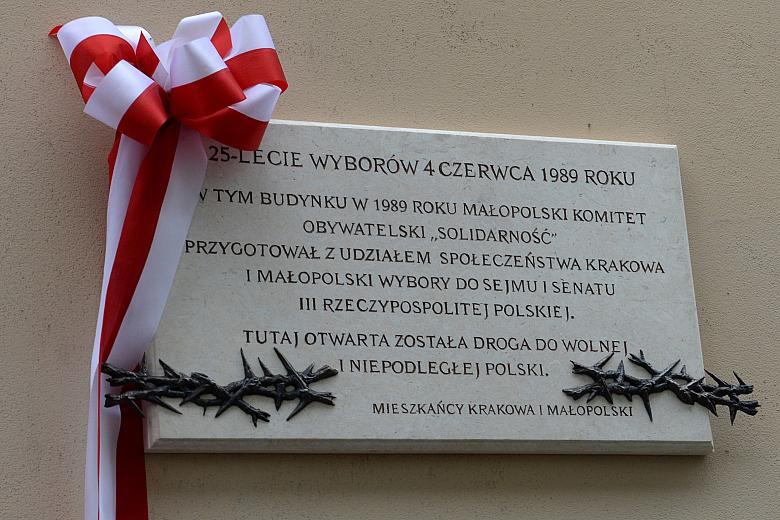 25-LECIE WYBORÓW 4 CZERWCA 1989 ROKU
W TYM BUDYNKU W 1989 ROKU MAŁOPOLSKI KOMITET
OBYWATELSKI „SOLIDARNOŚĆ”
PRZYGOTOWAŁ Z UDZIAŁEM SPOŁECZEŃSTWA KRAKOWA
I MAŁOPOLSKI WYBORY DO SEJMU I SENATU
III RZECZYPOSPOLITEJ POLSKIEJ.
TUTAJ OTWARTA ZOSTAŁA DROGA DO WOLNEJ
I NIEPODLEGŁEJ POLSKI.
MIESZKAŃCY KRAKOWA I MAŁOPOLSKI